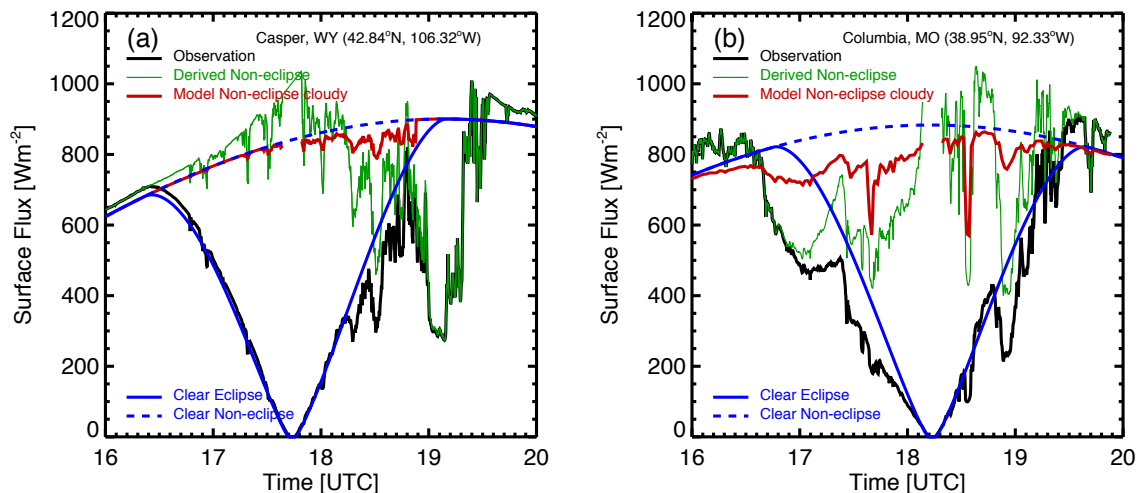 (a)
Casper, WY (42.84°N, 106.32°W)
Observation
Derived Non-eclipse
Model Non-eclipse cloudy
Clear Eclipse
Clear Non-eclipse
Surface Flux [Wm⁻²]
1200
1000
800
600
400
200
0
16 17 18 19 20
Time [UTC]
(b)
Columbia, MO (38.95°N, 92.33°W)
Observation
Derived Non-eclipse
Model Non-eclipse cloudy
Clear Eclipse
Clear Non-eclipse
Surface Flux [Wm⁻²]
1200
1000
800
600
400
200
0
16 17 18 19 20
Time [UTC]